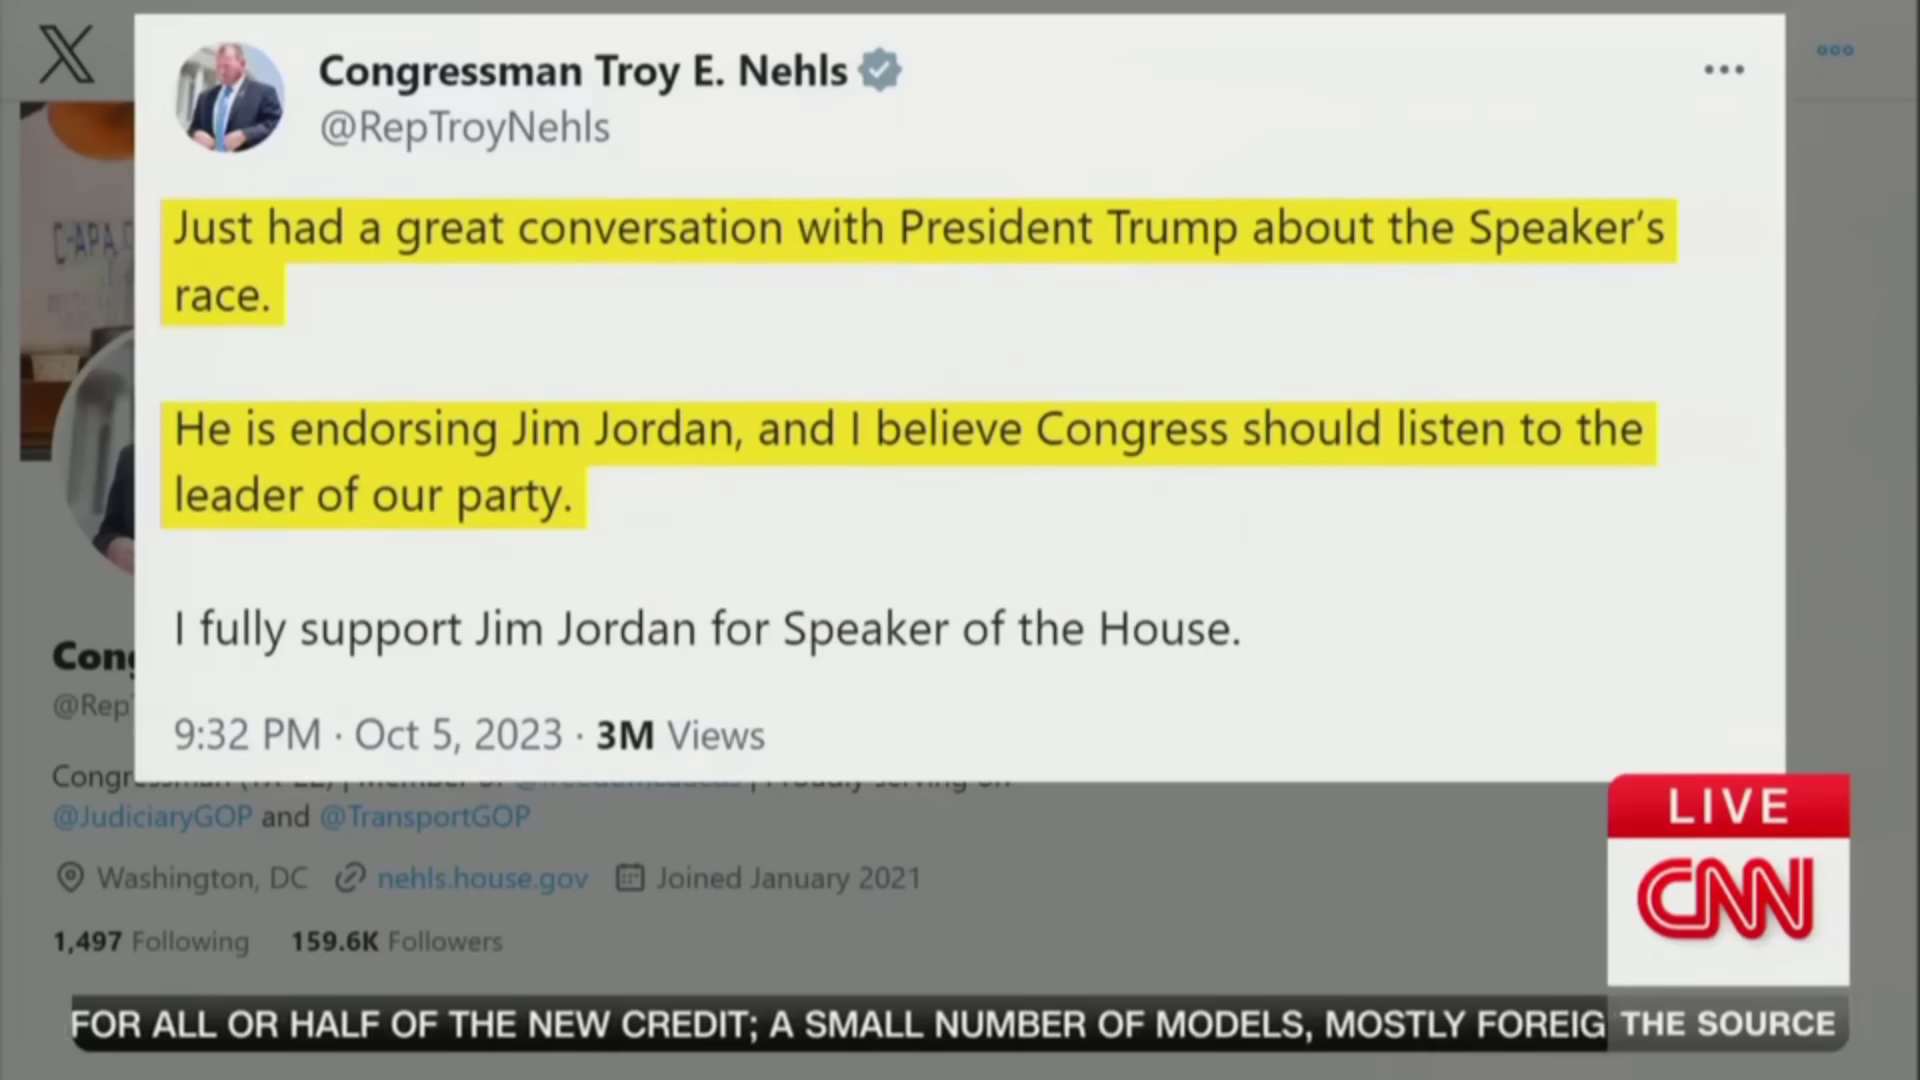 Congressman Troy E. Nehls
@RepTroyNehls
Just had a great conversation with President Trump about the Speaker's
race.
He is endorsing Jim Jordan, and I believe Congress should listen to the
leader of our party.
I fully support Jim Jordan for Speaker of the House.
9:32 PM · Oct 5, 2023 · 3M Views
@JudiciaryGOP and @TransportGOP
Washington, DC nehls.house.gov Joined January 2021
1,497 Following 159.6K Followers
LIVE
CNN
FOR ALL OR HALF OF THE NEW CREDIT; A SMALL NUMBER OF MODELS, MOSTLY FOREIG
THE SOURCE